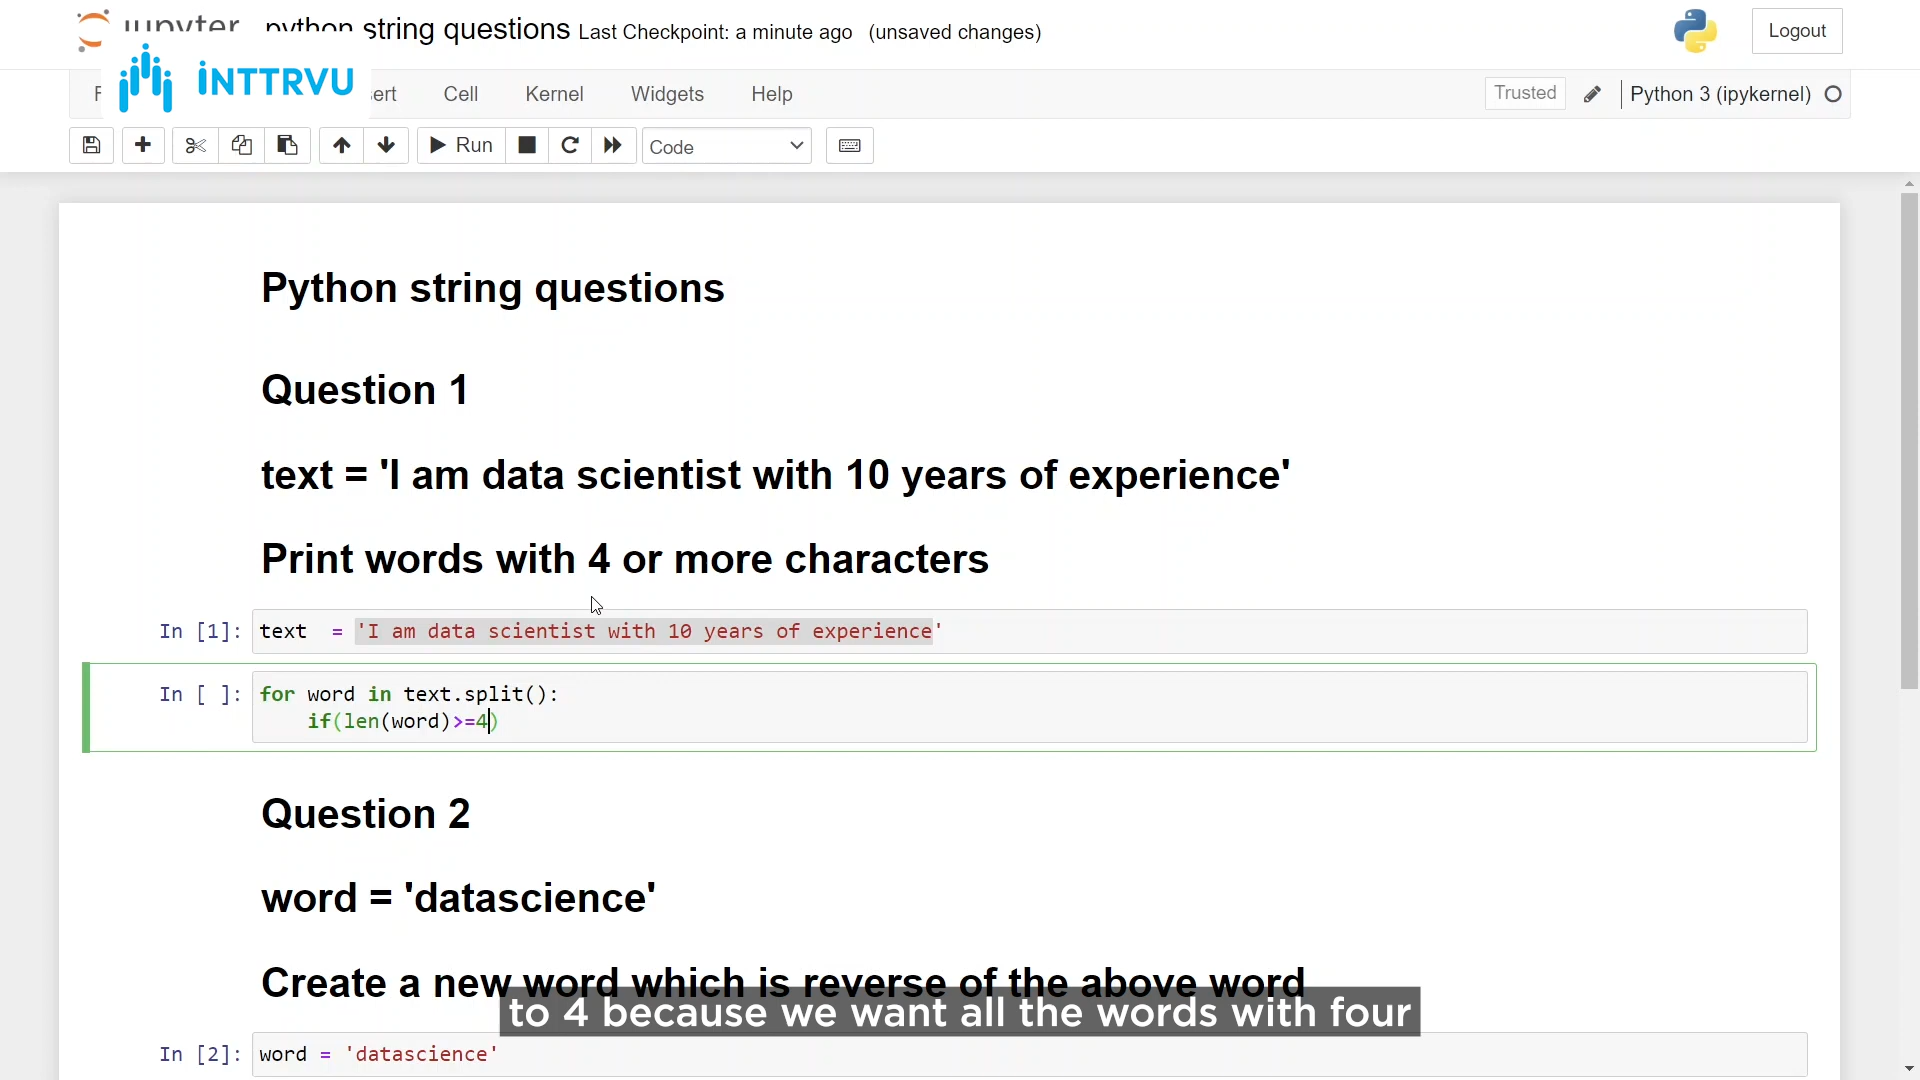 python string questions Last Checkpoint: a minute ago (unsaved changes)
Logout
INTTRVU
Cell Kernel Widgets Help
Trusted
Python 3 (ipykernel)
Run
Code
Python string questions
Question 1
text = 'I am data scientist with 10 years of experience'
Print words with 4 or more characters
In [1]: text = 'I am data scientist with 10 years of experience'
In [ ]: for word in text.split():
if(len(word)>=4)
Question 2
word = 'datascience'
Create a new word which is reverse of the above word
to 4 because we want all the words with four
In [2]: word = 'datascience'